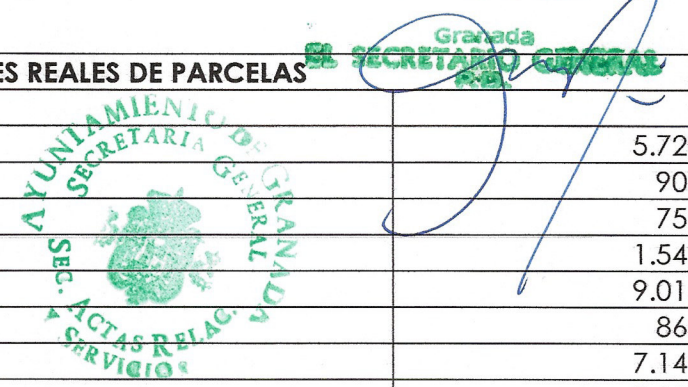 Granada
EL SECRETARIO GENERAL
P.D.
ES REALES DE PARCELAS
AYUNTAMIENTO DE GRANADA
SECRETARIA GENERAL
SEC. ACTAS RELAC.
Y SERVICIOS
5.72
90
75
1.54
9.01
86
7.14